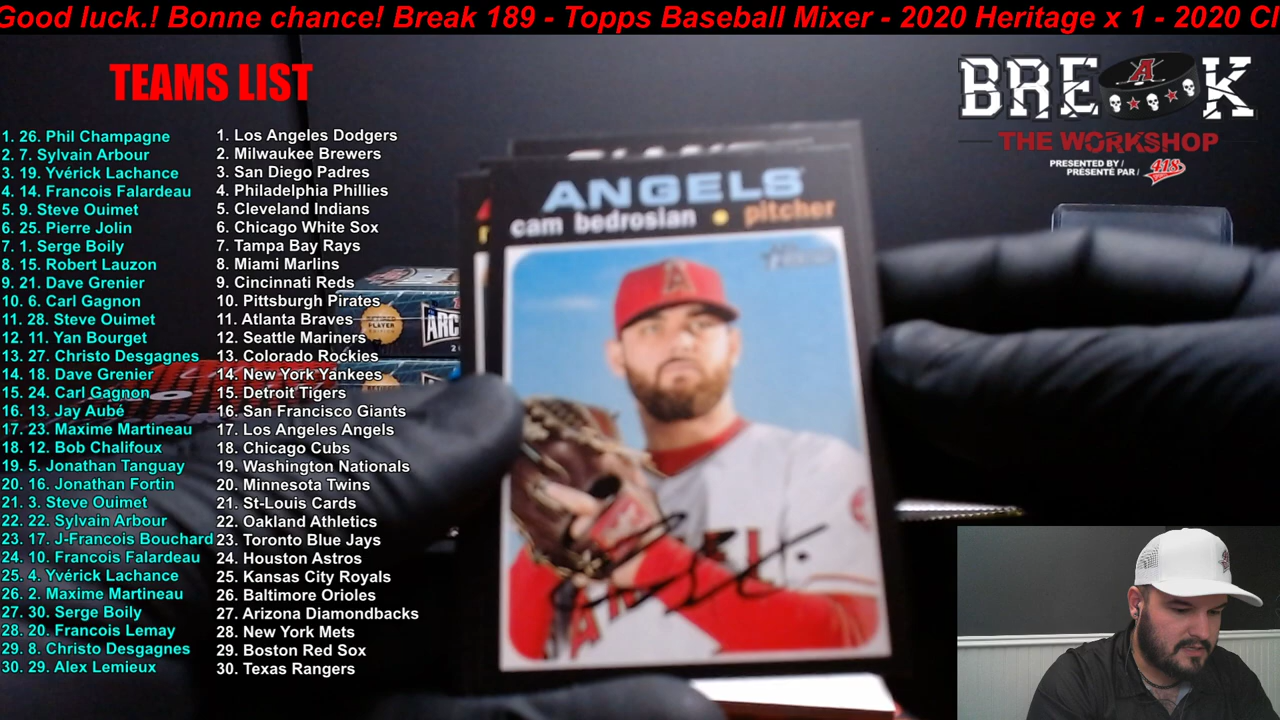 Good luck.! Bonne chance! Break 189 - Topps Baseball Mixer - 2020 Heritage x 1 - 2020
TEAMS LIST
1. 26. Phil Champagne
2. 7. Sylvain Arbour
3. 19. Yvérick Lachance
4. 14. Francois Falardeau
5. 9. Steve Ouimet
6. 25. Pierre Jolin
7. 1. Serge Boily
8. 15. Robert Lauzon
9. 21. Dave Grenier
10. 6. Carl Gagnon
11. 28. Steve Ouimet
12. 11. Yan Bourget
13. 27. Christo Desgagnes
14. 18. Dave Grenier
15. 24. Carl Gagnon
16. 13. Jay Aubé
17. 23. Maxime Martineau
18. 12. Bob Chalifoux
19. 5. Jonathan Tanguay
20. 16. Jonathan Fortin
21. 3. Steve Ouimet
22. 22. Sylvain Arbour
23. 17. J-Francois Bouchard
24. 10. Francois Falardeau
25. 4. Yvérick Lachance
26. 2. Maxime Martineau
27. 30. Serge Boily
28. 20. Francois Lemay
29. 8. Christo Desgagnes
30. 29. Alex Lemieux
1. Los Angeles Dodgers
2. Milwaukee Brewers
3. San Diego Padres
4. Philadelphia Phillies
5. Cleveland Indians
6. Chicago White Sox
7. Tampa Bay Rays
8. Miami Marlins
9. Cincinnati Reds
10. Pittsburgh Pirates
11. Atlanta Braves
12. Seattle Mariners
13. Colorado Rockies
14. New York Yankees
15. Detroit Tigers
16. San Francisco Giants
17. Los Angeles Angels
18. Chicago Cubs
19. Washington Nationals
20. Minnesota Twins
21. St-Louis Cards
22. Oakland Athletics
23. Toronto Blue Jays
24. Houston Astros
25. Kansas City Royals
26. Baltimore Orioles
27. Arizona Diamondbacks
28. New York Mets
29. Boston Red Sox
30. Texas Rangers
ANGELS
cam bedrosian pitcher
Heritage
A
RETIRED
PLAYER
EDITION
ARC
BREAK
THE WORKSHOP
PRESENTED BY /
PRÉSENTÉ PAR /
418